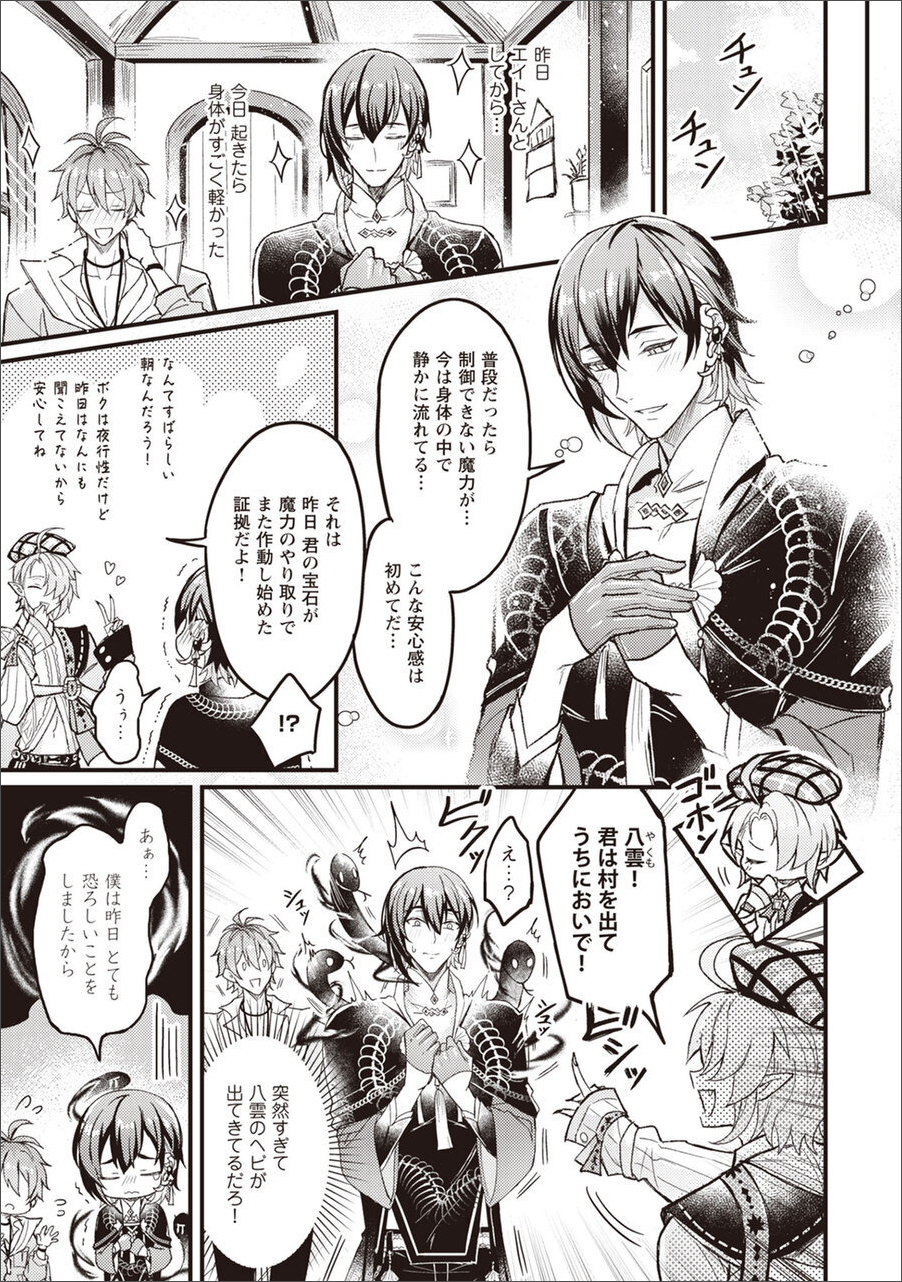 チュン
チュン
昨日
エイトさんと
してから…
今日 起きたら
身体がすごく軽かった
普段だったら
制御できない魔力が…
今は身体の中で
静かに流れてる…
こんな安心感は
初めてだ…
それは
昨日 君の宝石が
魔力のやり取りで
また作動し始めた
証拠だよ！
!?
なんてすばらしい
朝なんだろう！
ボクは夜行性だけど
昨日はなんにも
聞こえてないから
安心してね
うぅ…
ゴホン
八雲！
やくも
君は村を出て
うちにおいで！
ビシッ
え…？
ビクッ
シュッ
突然すぎて
八雲のヘビが
出てきてるだろ！
あぁ…
僕は昨日 とても
恐ろしいことを
しましたから